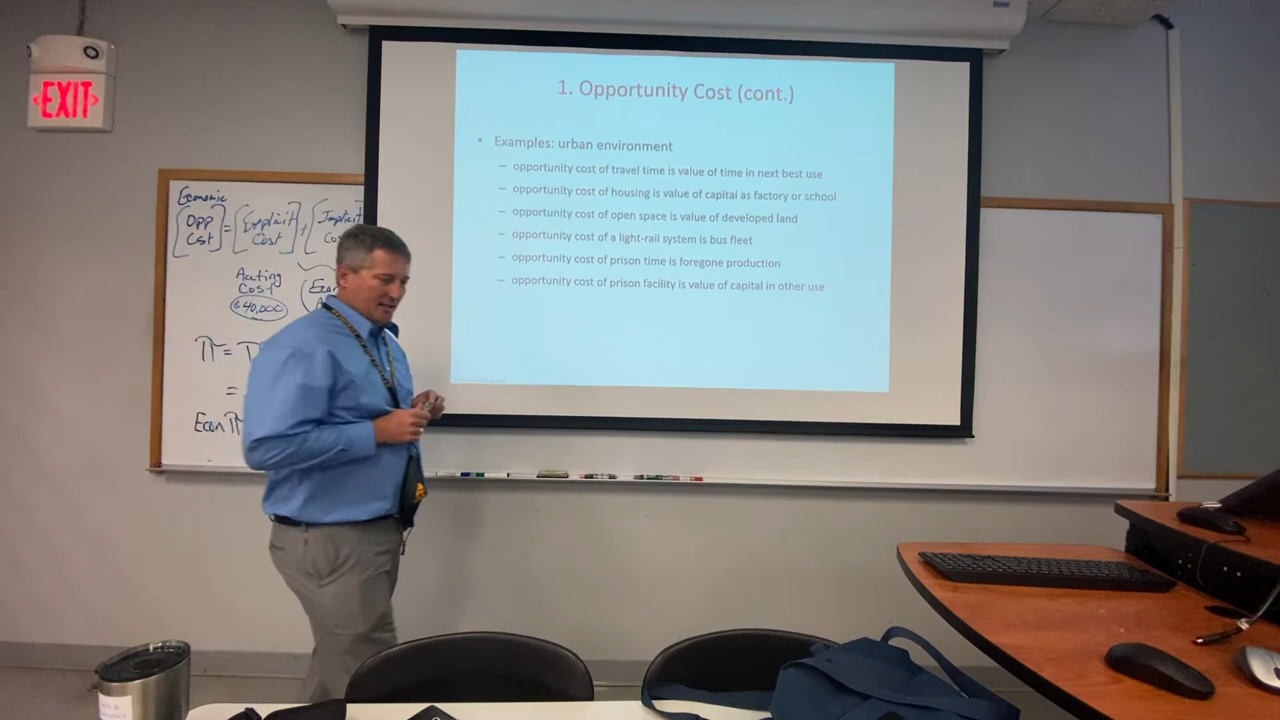 EXIT
1. Opportunity Cost (cont.)
• Examples: urban environment
– opportunity cost of travel time is value of time in next best use
– opportunity cost of housing is value of capital as factory or school
– opportunity cost of open space is value of developed land
– opportunity cost of a light-rail system is bus fleet
– opportunity cost of prison time is foregone production
– opportunity cost of prison facility is value of capital in other use
Economic
[Opp Cst] = [Explicit Cost] + [Implicit
Accting
Cost
$40,000
π =
=
Econ π